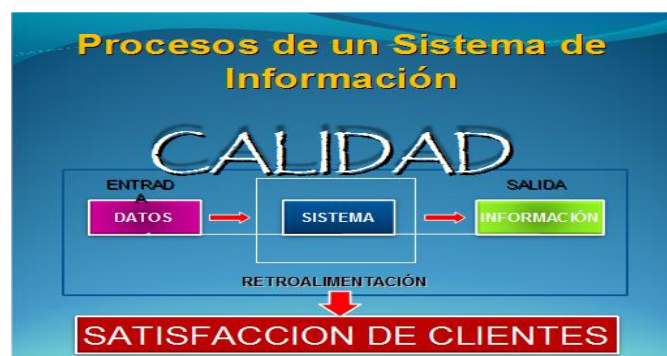 Procesos de un Sistema de
Información
CALIDAD
ENTRAD
A
SALIDA
DATOS
SISTEMA
INFORMACIÓN
RETROALIMENTACIÓN
SATISFACCION DE CLIENTES